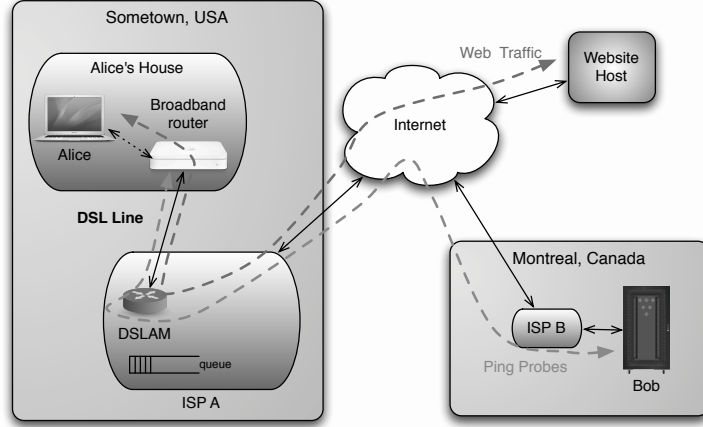 Sometown, USA
Alice's House
Broadband
router
Alice
DSL Line
DSLAM
queue
ISP A
Internet
Web Traffic
Website
Host
Montreal, Canada
ISP B
Ping Probes
Bob